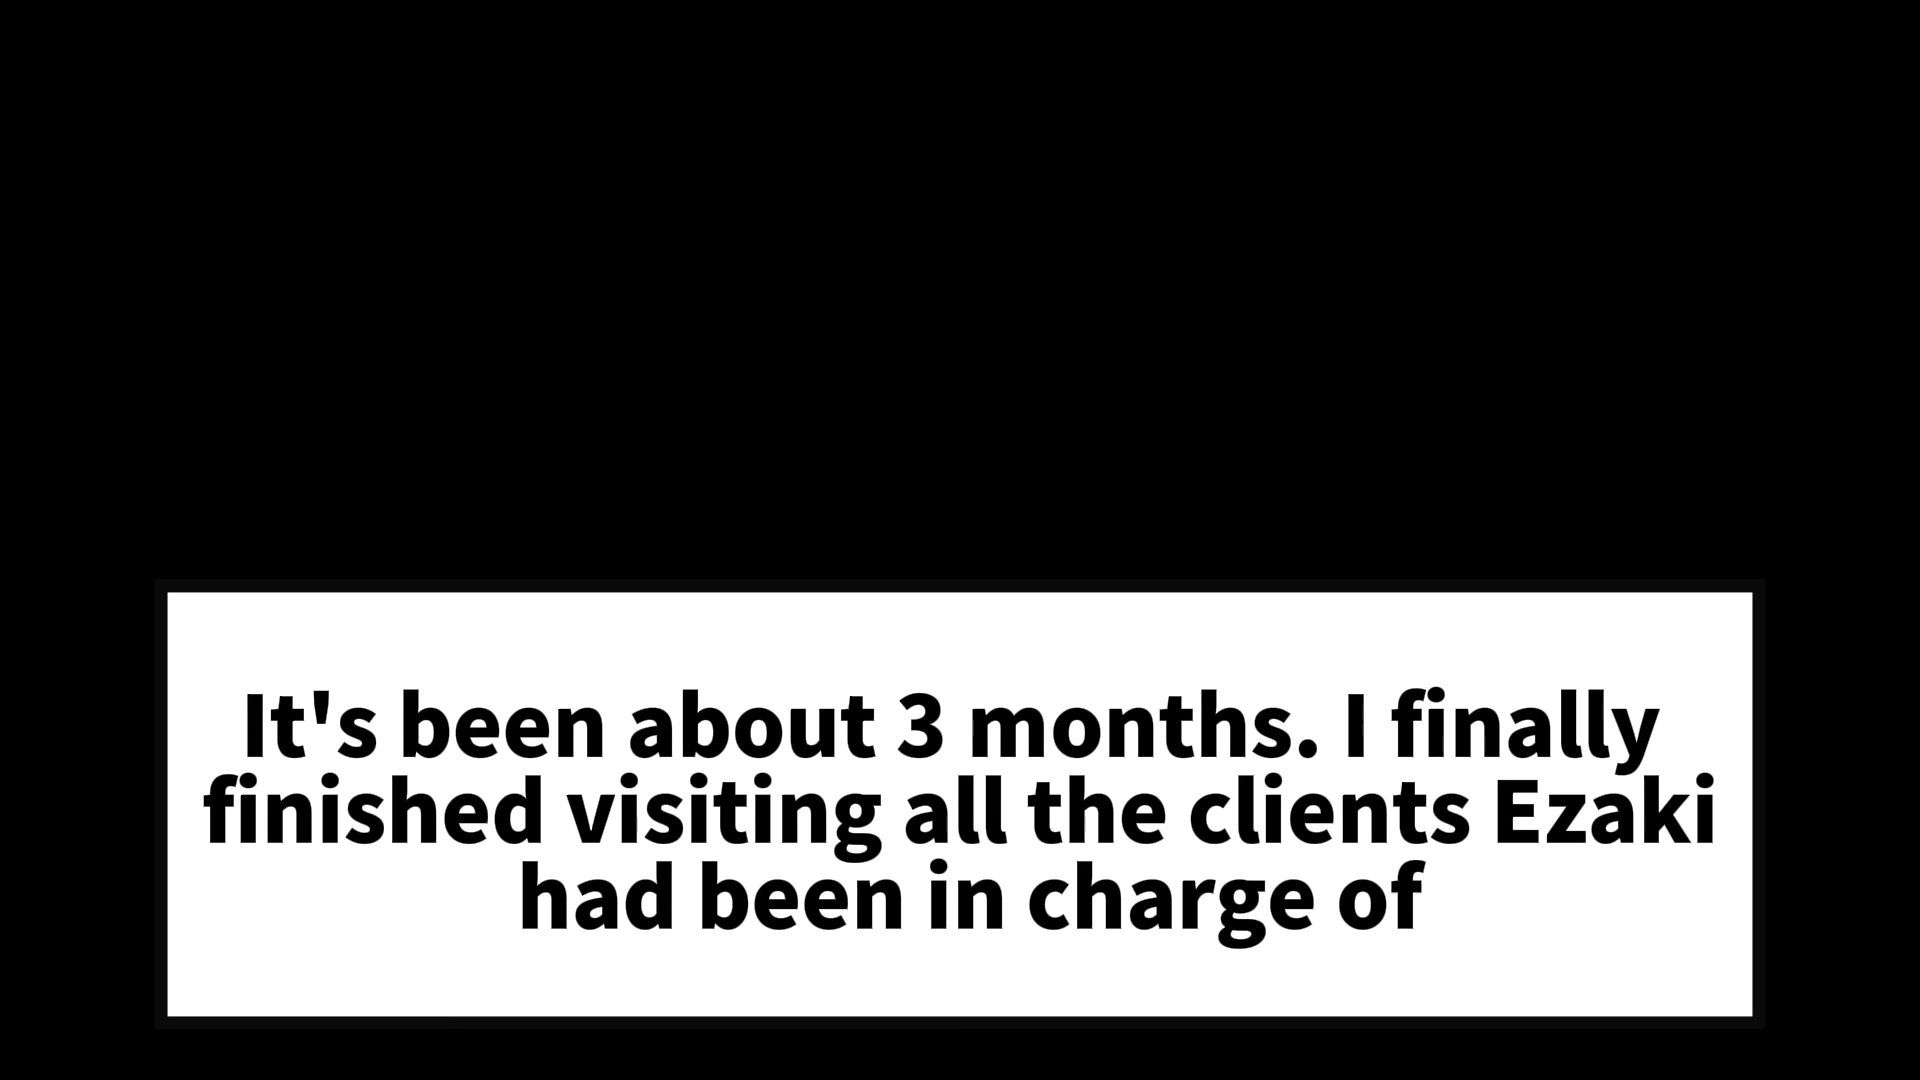 It's been about 3 months. I finally
finished visiting all the clients Ezaki
had been in charge of